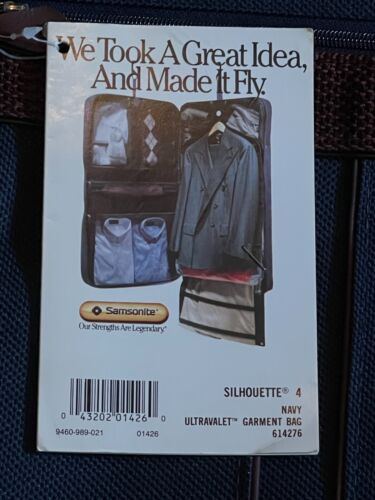 We Took A Great Idea,
And Made It Fly.
Samsonite®
Our Strengths Are Legendary.®
SILHOUETTE® 4
NAVY
ULTRAVALET™ GARMENT BAG
614276
0 43202 01426 0
9460-989-021 01426